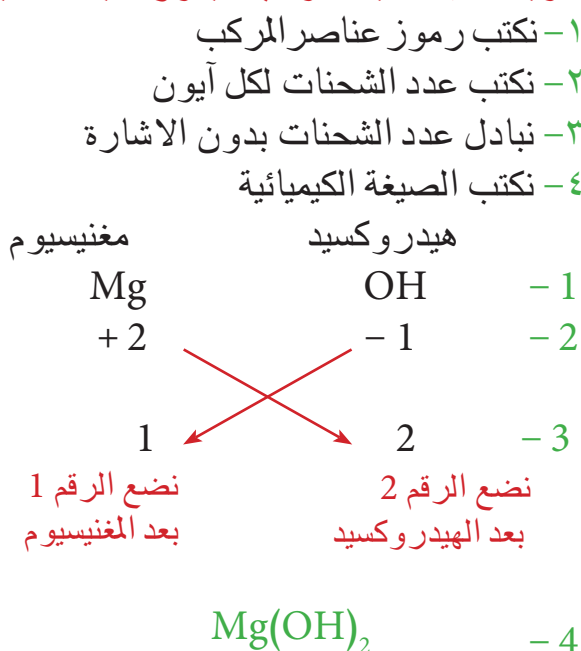 ١- نكتب رموز عناصر المركب
٢- نكتب عدد الشحنات لكل آيون
٣- نبادل عدد الشحنات بدون الاشارة
٤- نكتب الصيغة الكيميائية
هيدروكسيد مغنيسيوم
Mg OH - 1
+ 2 - 1 - 2
1 2 - 3
نضع الرقم 2 نضع الرقم 1
بعد الهيدروكسيد بعد المغنيسيوم
Mg(OH)₂ - 4